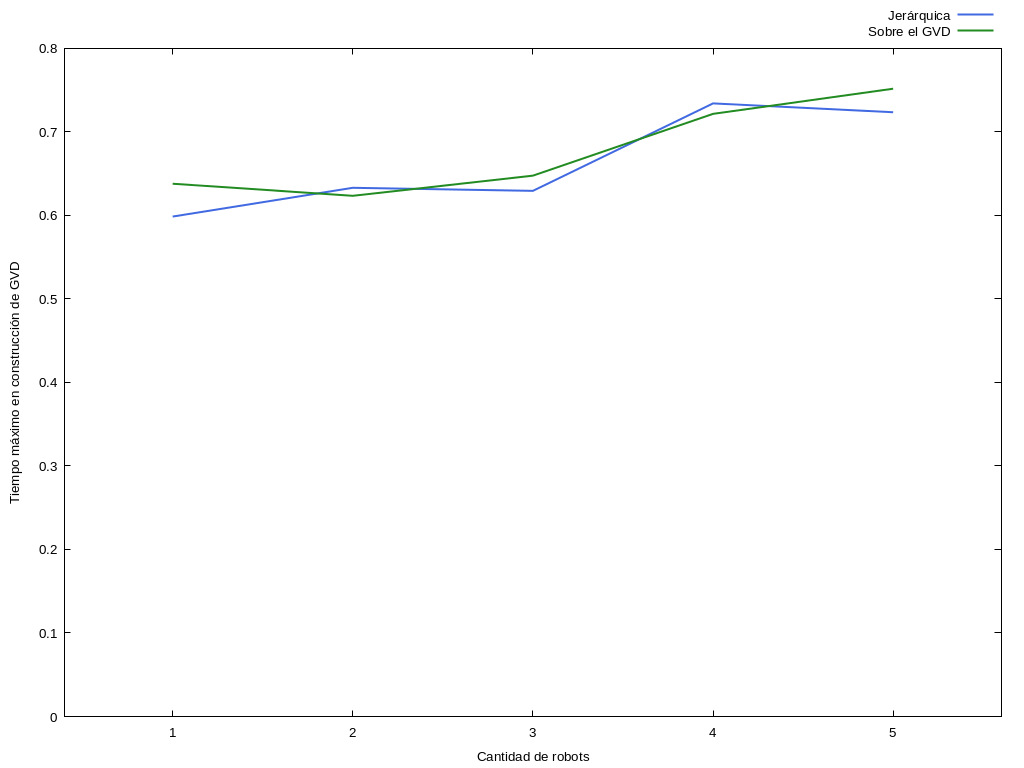 Jerárquica
Sobre el GVD
0.8
0.7
0.6
0.5
0.4
0.3
0.2
0.1
0
Tiempo máximo en construcción de GVD
1 2 3 4 5
Cantidad de robots